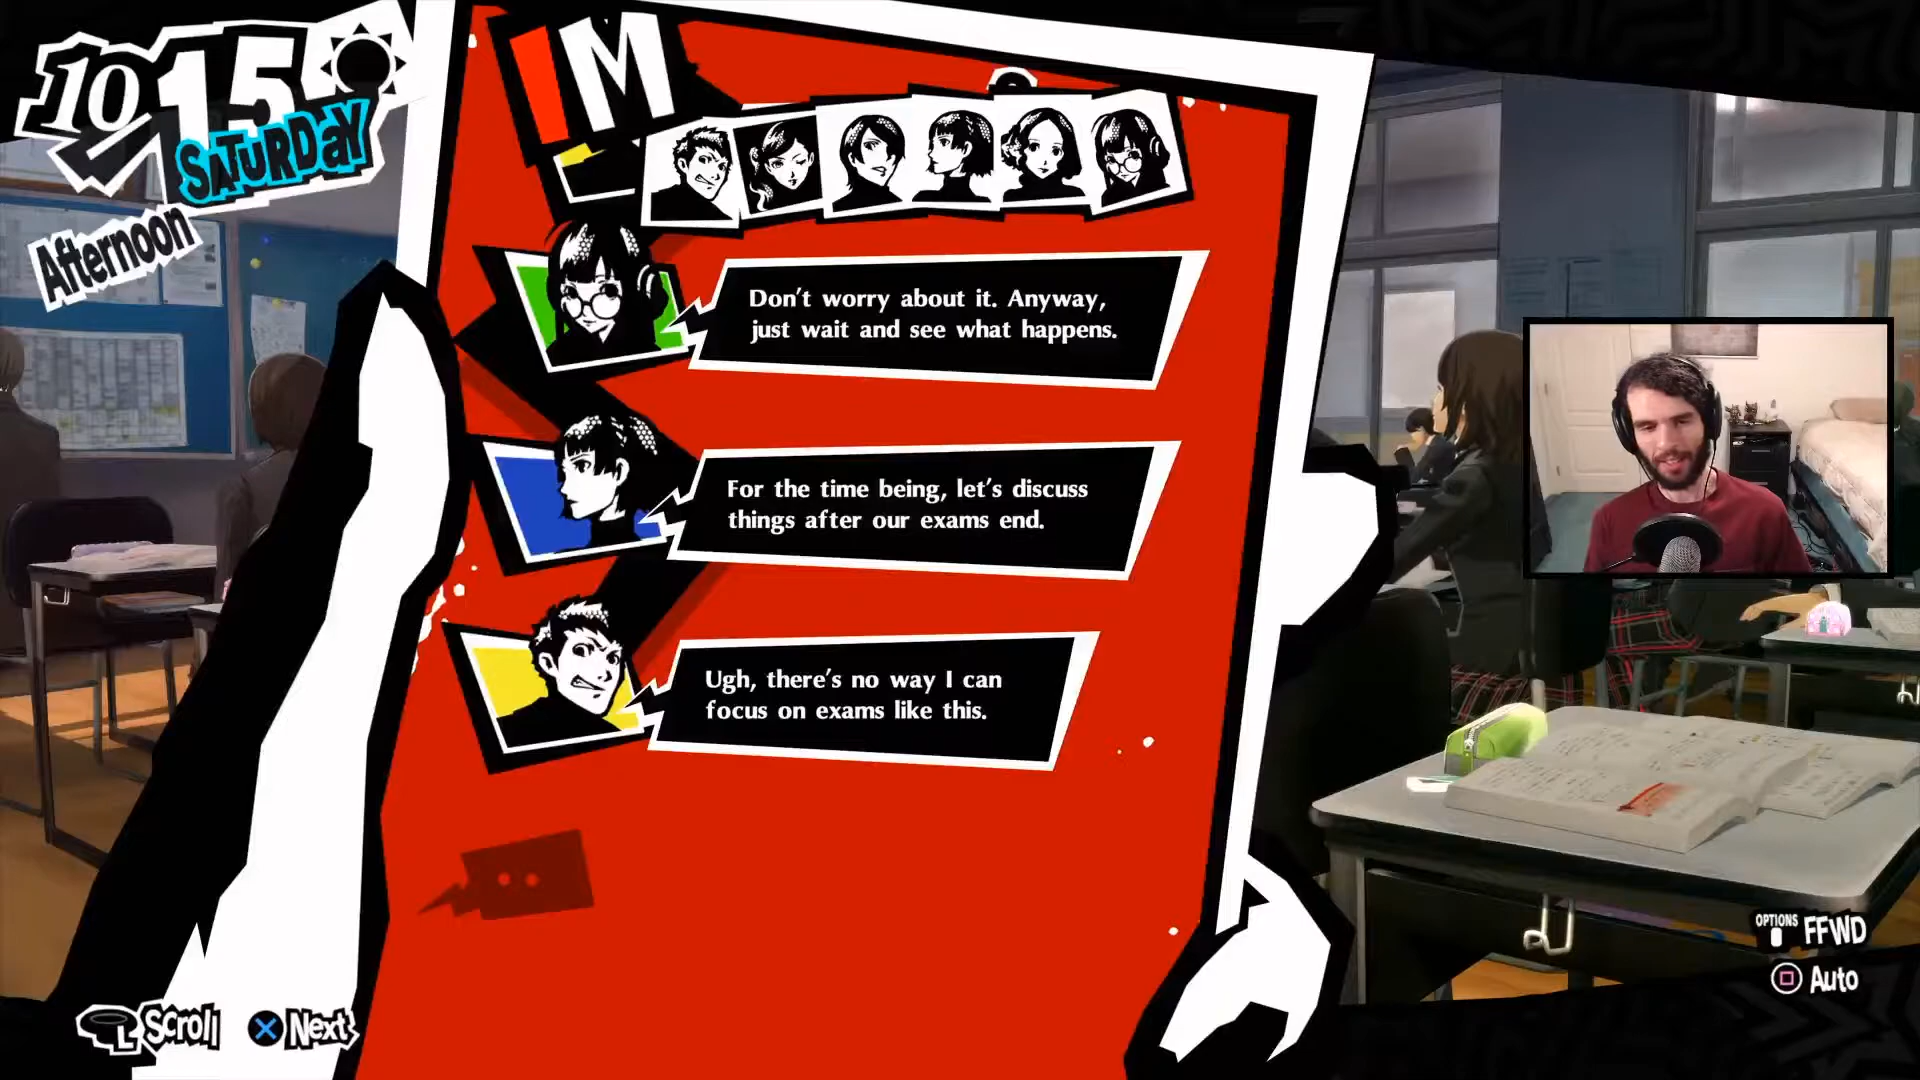 10/15
SATURDAY
Afternoon
IM
Don't worry about it. Anyway,
just wait and see what happens.
For the time being, let's discuss
things after our exams end.
Ugh, there's no way I can
focus on exams like this.
OPTIONS FFWD
Auto
L Scroll
Next